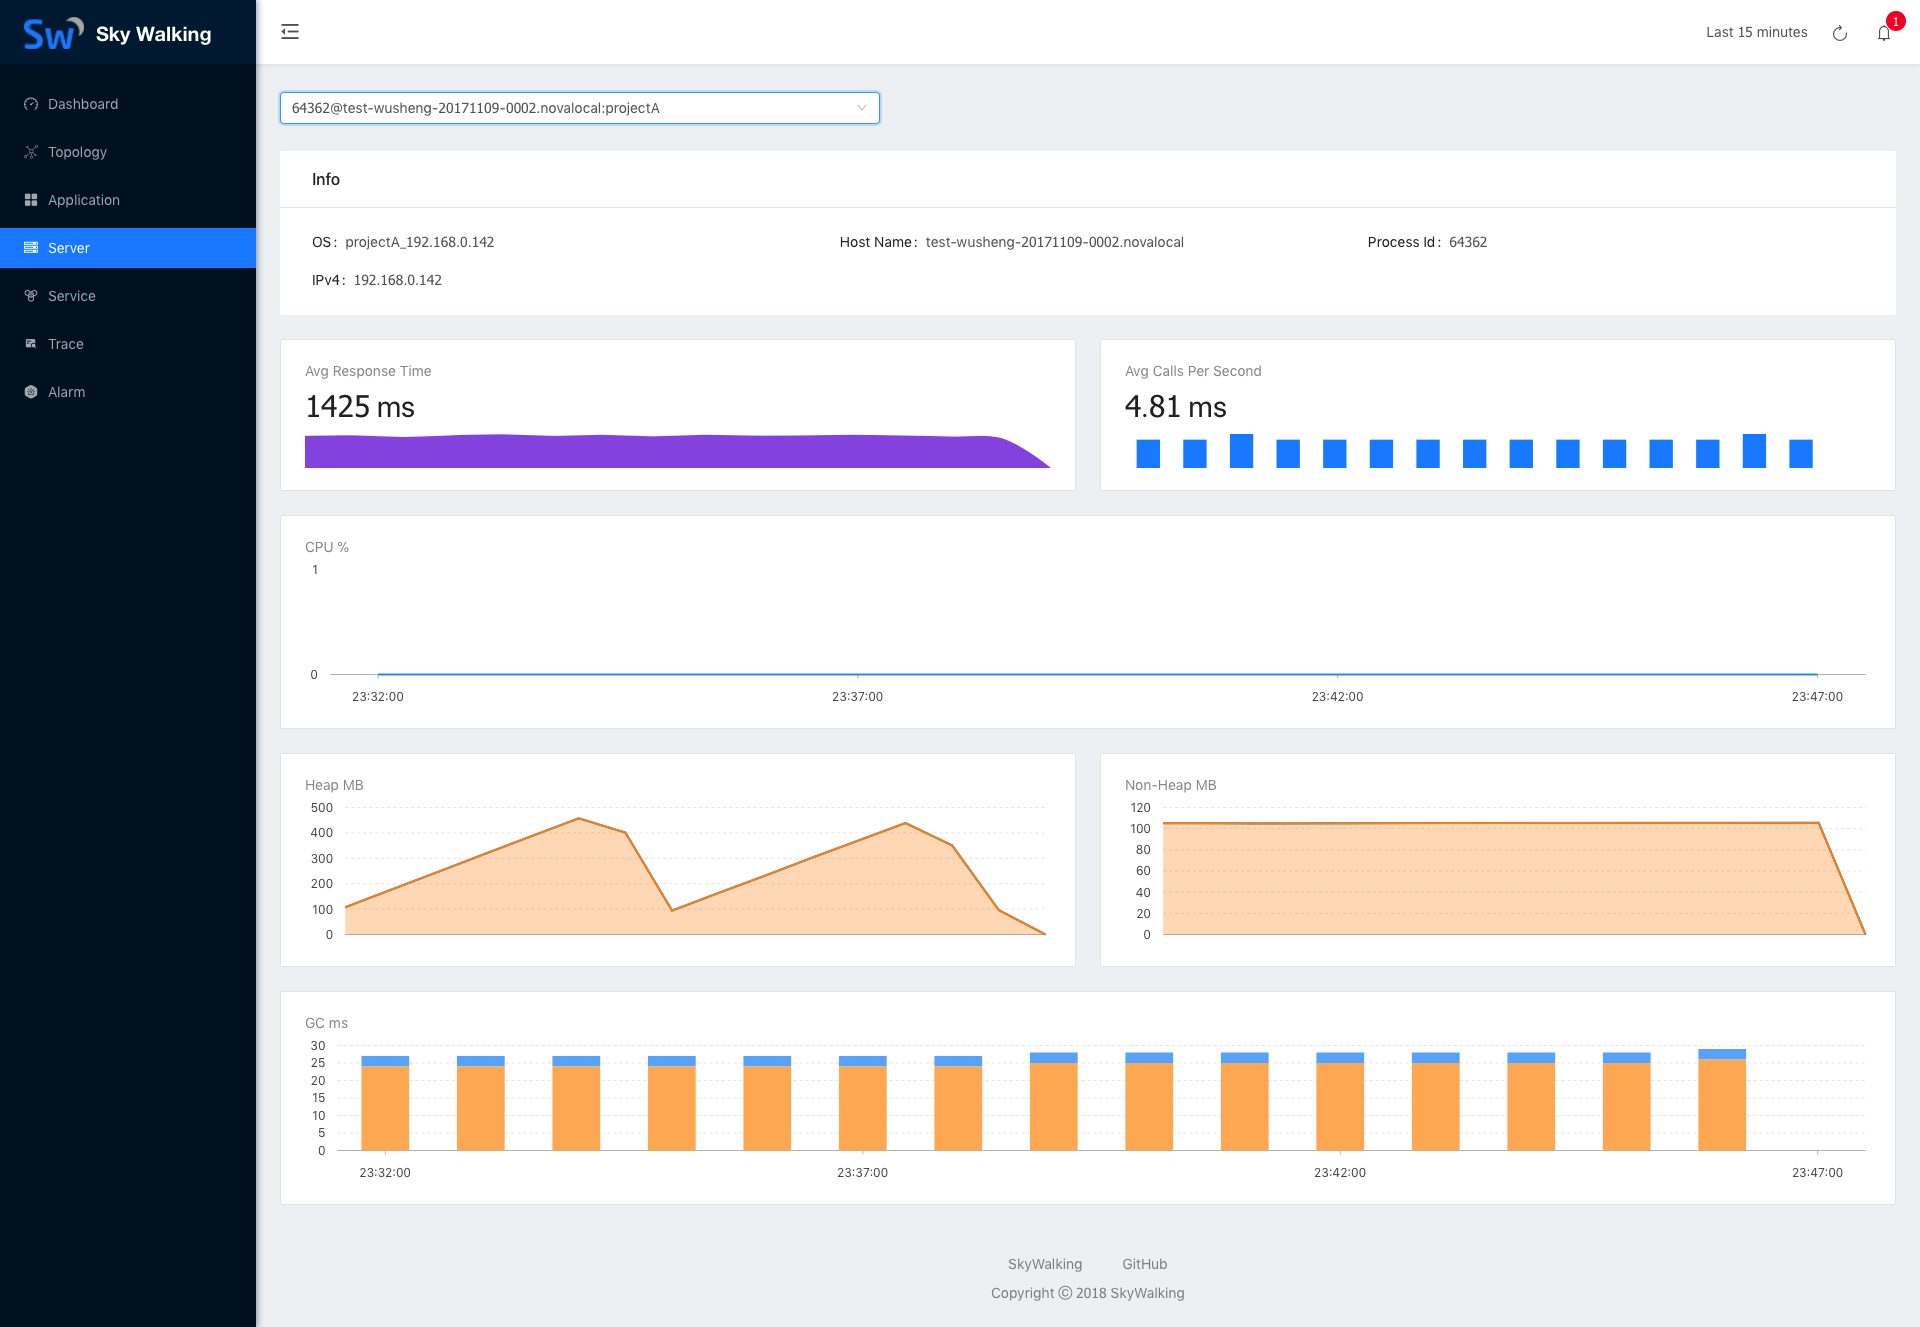 Sw Sky Walking
Last 15 minutes
1
Dashboard
Topology
Application
Server
Service
Trace
Alarm
64362@test-wusheng-20171109-0002.novalocal:projectA
Info
OS: projectA_192.168.0.142
Host Name: test-wusheng-20171109-0002.novalocal
Process Id: 64362
IPv4: 192.168.0.142
Avg Response Time
1425 ms
Avg Calls Per Second
4.81 ms
CPU %
1
0
23:32:00 23:37:00 23:42:00 23:47:00
Heap MB
500
400
300
200
100
0
Non-Heap MB
120
100
80
60
40
20
0
GC ms
30
25
20
15
10
5
0
23:32:00 23:37:00 23:42:00 23:47:00
SkyWalking GitHub
Copyright © 2018 SkyWalking